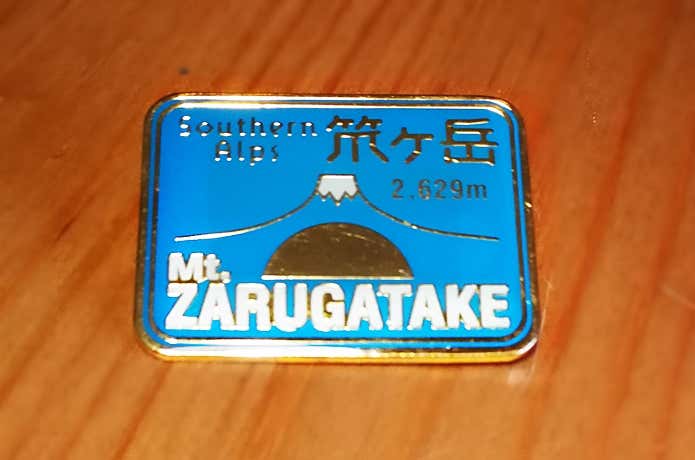 Southern
Alps
笊ヶ岳
2,629m
Mt.
ZARUGATAKE